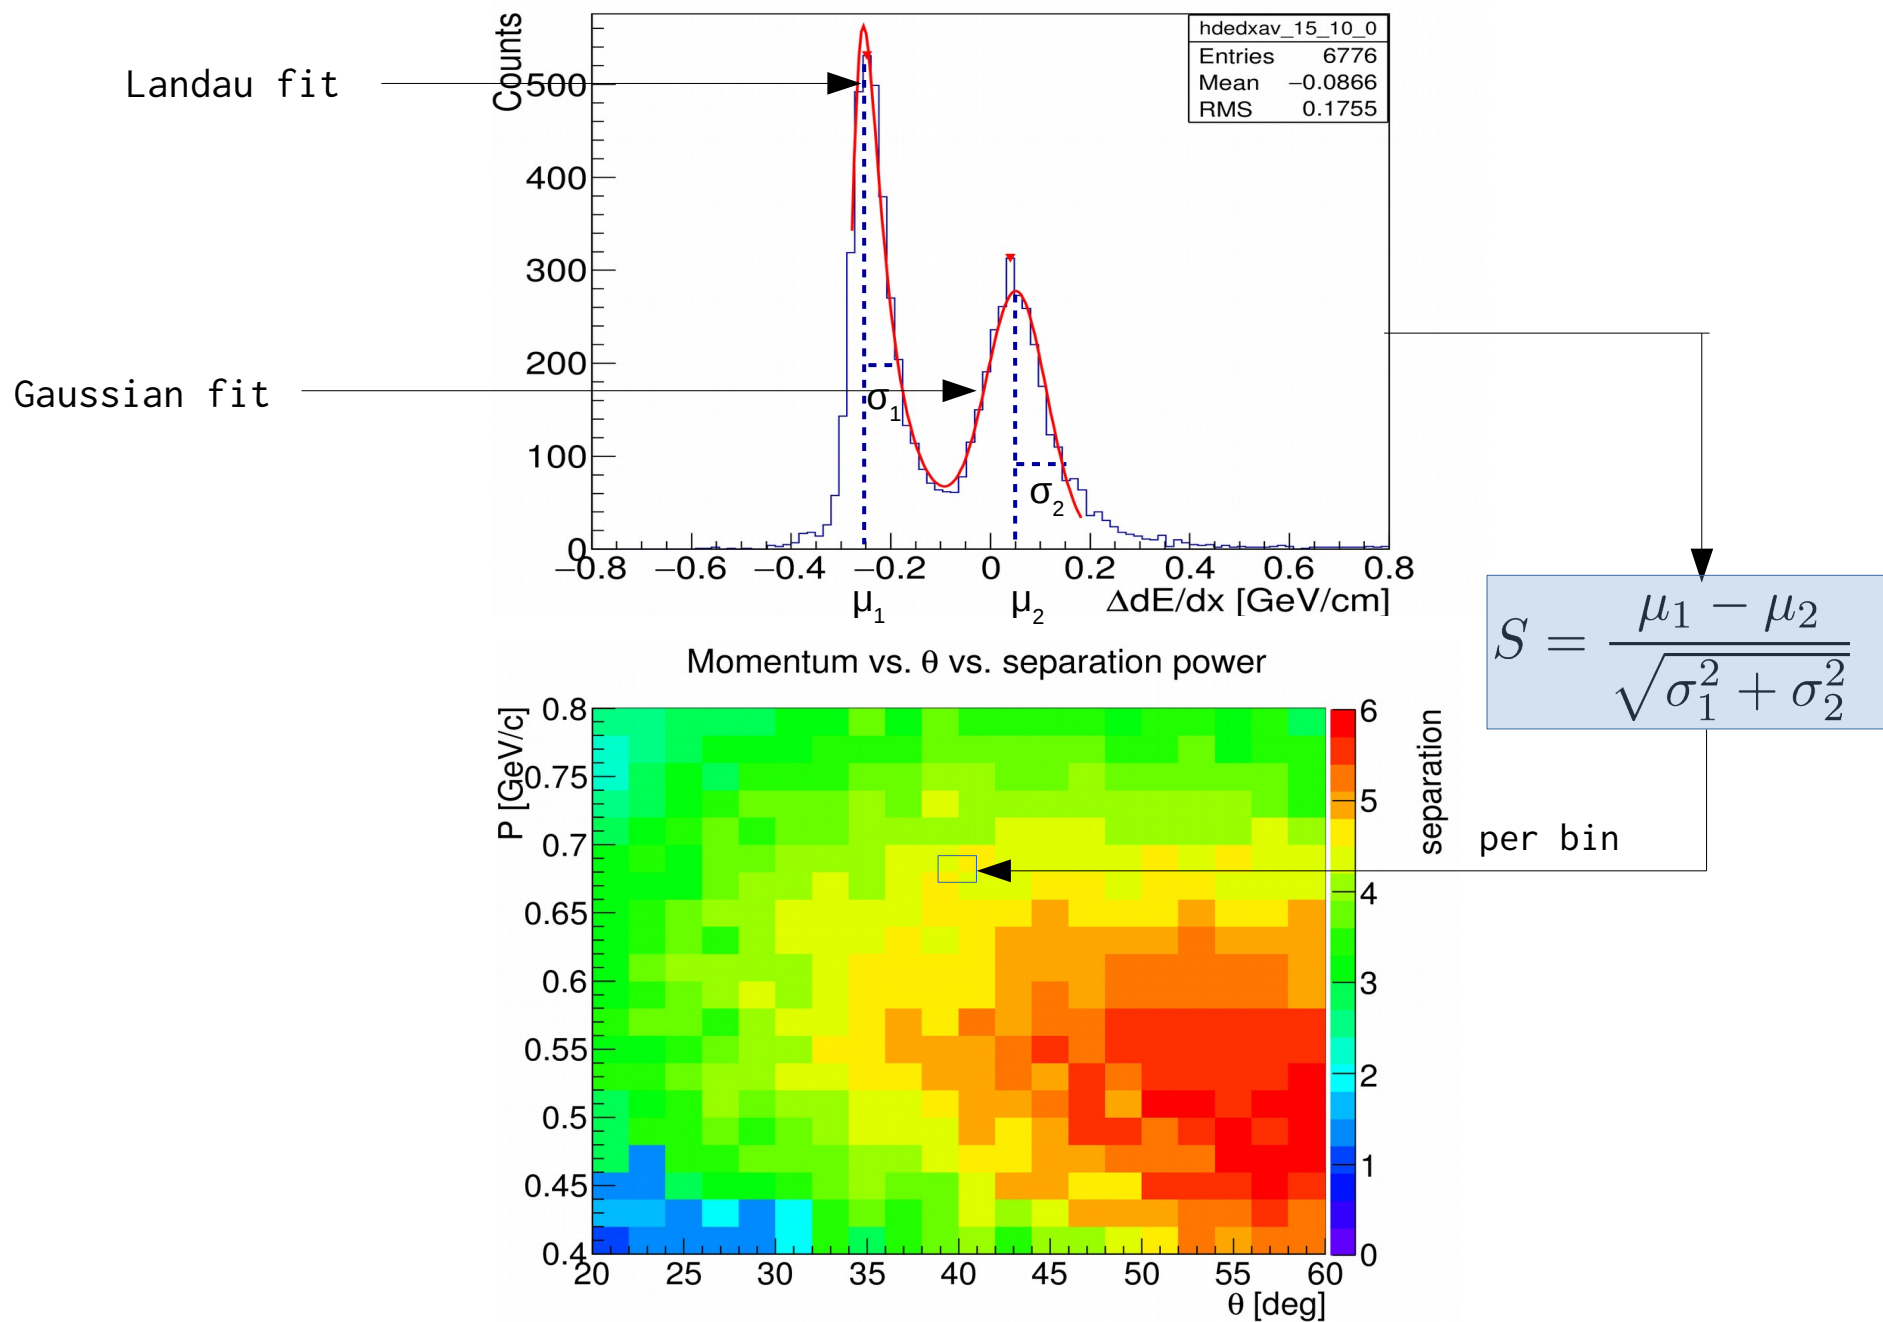 Landau fit
Gaussian fit
Counts
500
400
300
200
100
0
hdedxav_15_10_0
Entries 6776
Mean −0.0866
RMS 0.1755
σ1
σ2
−0.8 −0.6 −0.4 −0.2 0 0.2 0.4 0.6 0.8
μ1 μ2 ΔdE/dx [GeV/cm]
S = μ1 − μ2 / √σ1² + σ2²
per bin
Momentum vs. θ vs. separation power
P [GeV/c]
0.8
0.75
0.7
0.65
0.6
0.55
0.5
0.45
0.4
20 25 30 35 40 45 50 55 60
θ [deg]
separation
6
5
4
3
2
1
0